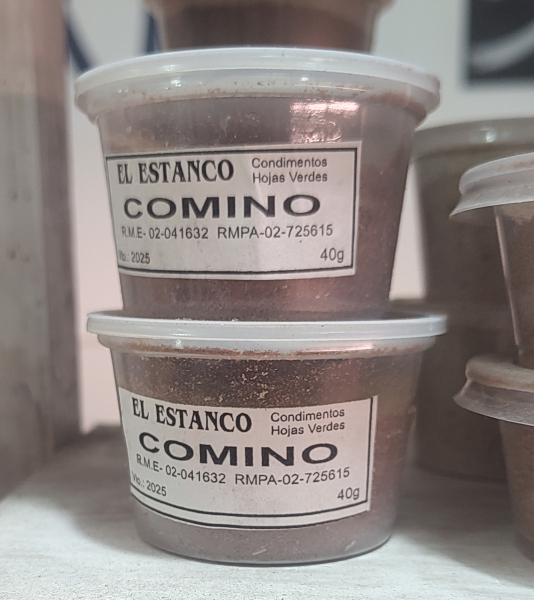 EL ESTANCO Condimentos
Hojas Verdes
COMINO
R.M.E- 02-041632 RMPA-02-725615
2025 40g
EL ESTANCO Condimentos
Hojas Verdes
COMINO
R.M.E- 02-041632 RMPA-02-725615
2025 40g